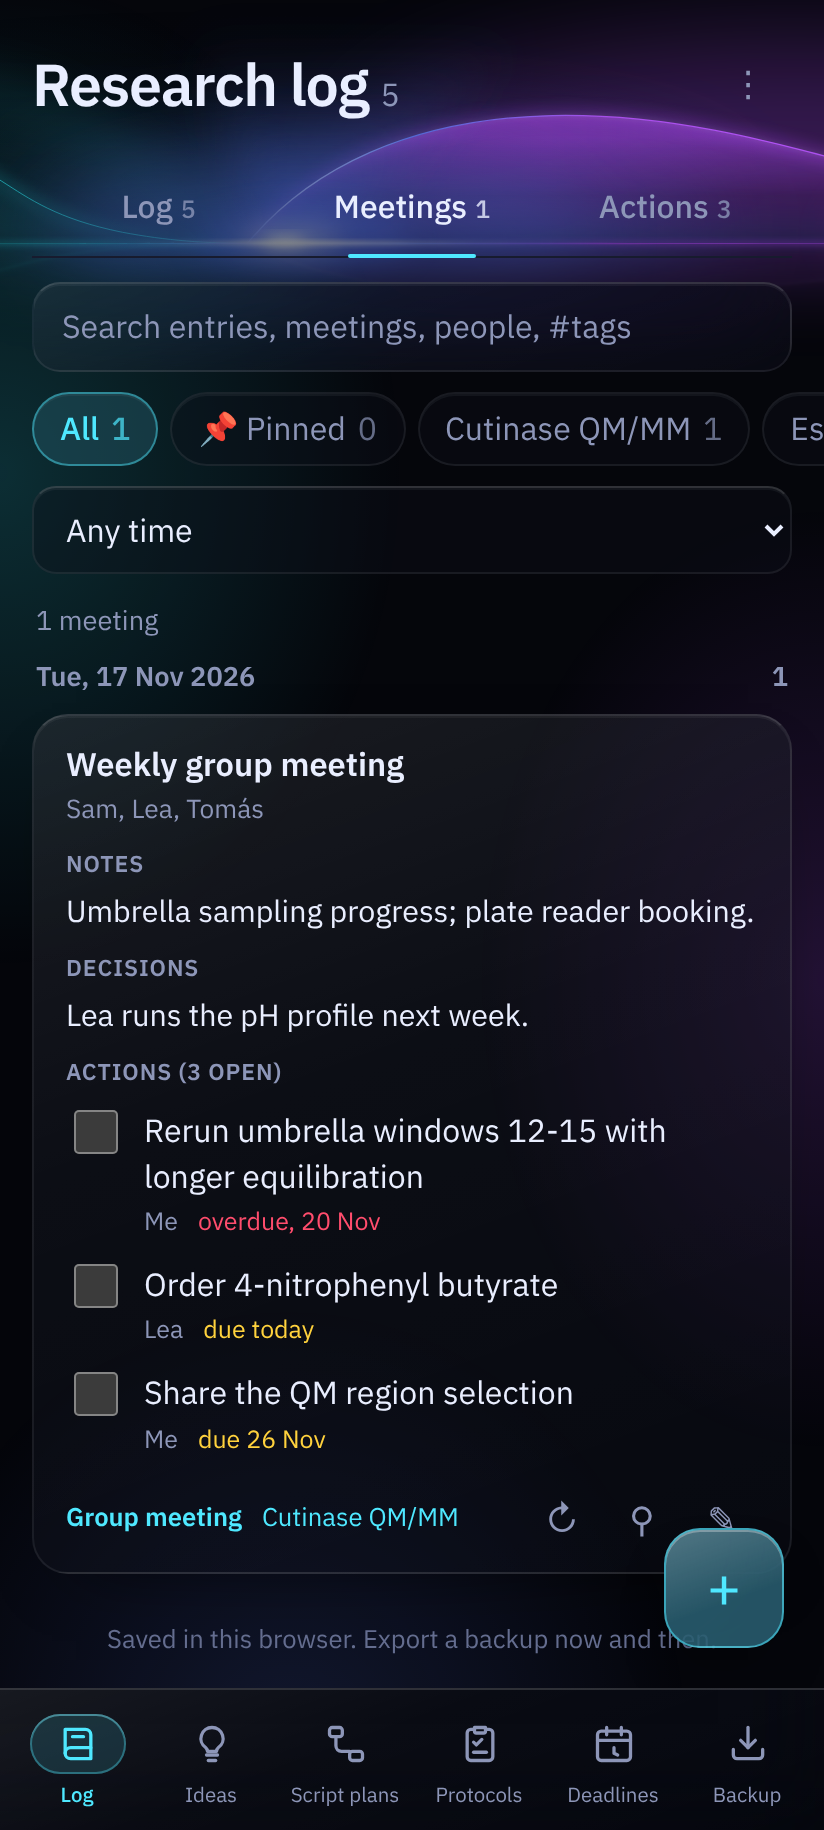 Research log 5
Log 5
Meetings 1
Actions 3
Search entries, meetings, people, #tags
All 1
📌 Pinned 0
Cutinase QM/MM 1
Es
Any time
1 meeting
Tue, 17 Nov 2026 1
Weekly group meeting
Sam, Lea, Tomás
NOTES
Umbrella sampling progress; plate reader booking.
DECISIONS
Lea runs the pH profile next week.
ACTIONS (3 OPEN)
Rerun umbrella windows 12-15 with
longer equilibration
Me overdue, 20 Nov
Order 4-nitrophenyl butyrate
Lea due today
Share the QM region selection
Me due 26 Nov
Group meeting Cutinase QM/MM
+
Saved in this browser. Export a backup now and then.
Log
Ideas
Script plans
Protocols
Deadlines
Backup